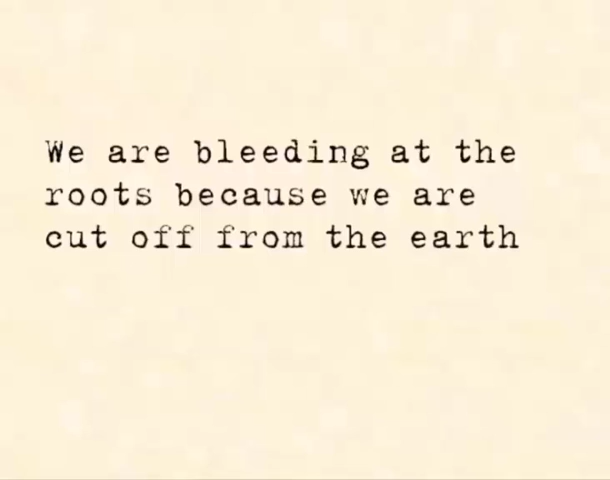 We are bleeding at the
roots because we are
cut off from the earth